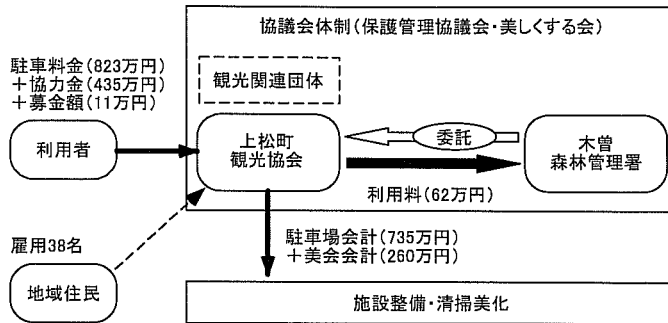 協議会体制(保護管理協議会・美しくする会)
駐車料金(823万円)
+協力金(435万円)
+募金額(11万円)
観光関連団体
利用者
上松町
観光協会
委託
木曽
森林管理署
利用料(62万円)
雇用38名
地域住民
駐車場会計(735万円)
+美会会計(260万円)
施設整備・清掃美化